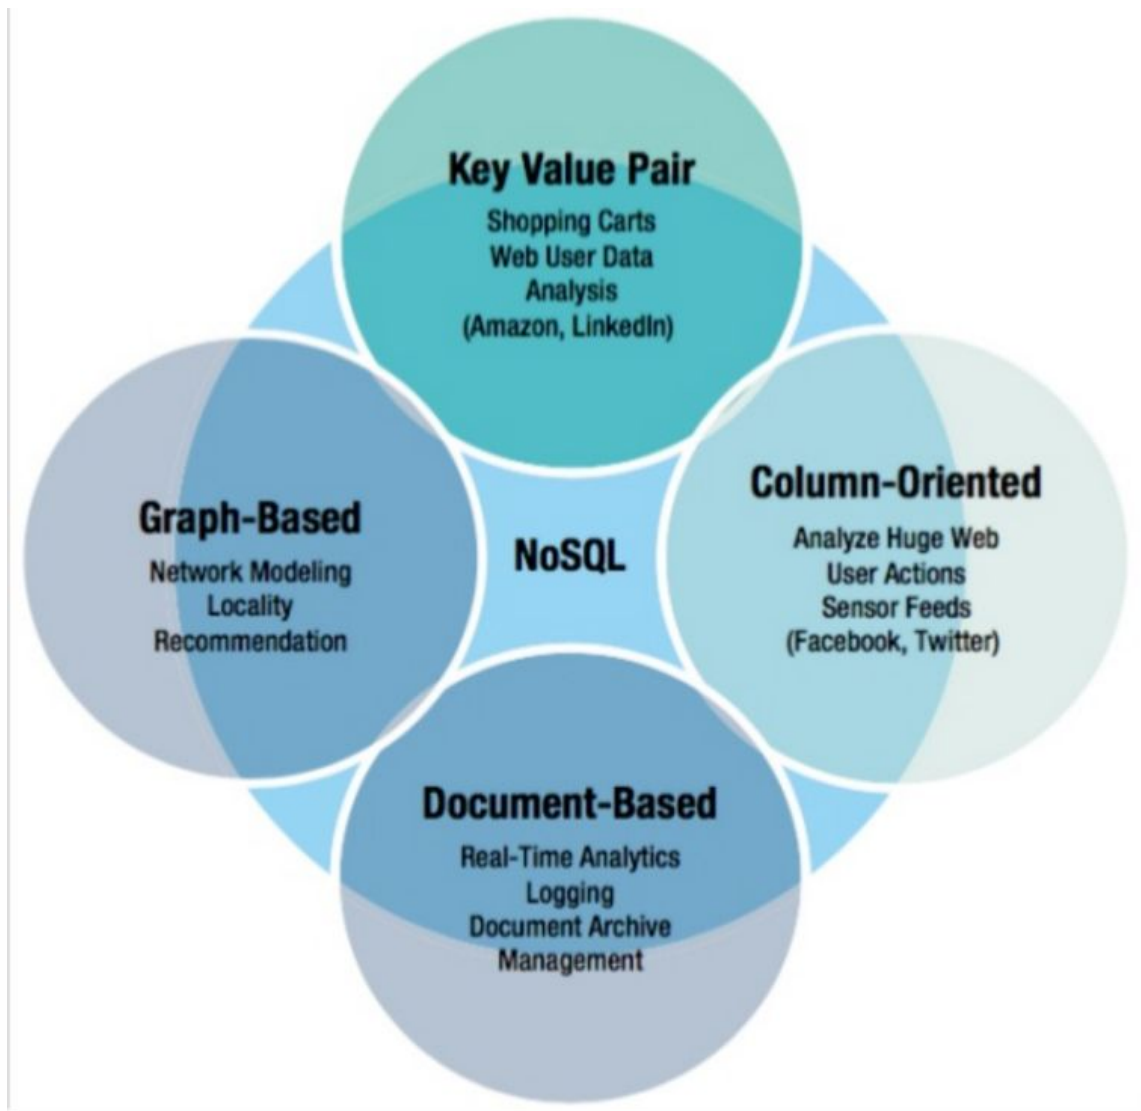 Key Value Pair
Shopping Carts
Web User Data
Analysis
(Amazon, LinkedIn)
Graph-Based
Network Modeling
Locality
Recommendation
NoSQL
Column-Oriented
Analyze Huge Web
User Actions
Sensor Feeds
(Facebook, Twitter)
Document-Based
Real-Time Analytics
Logging
Document Archive
Management